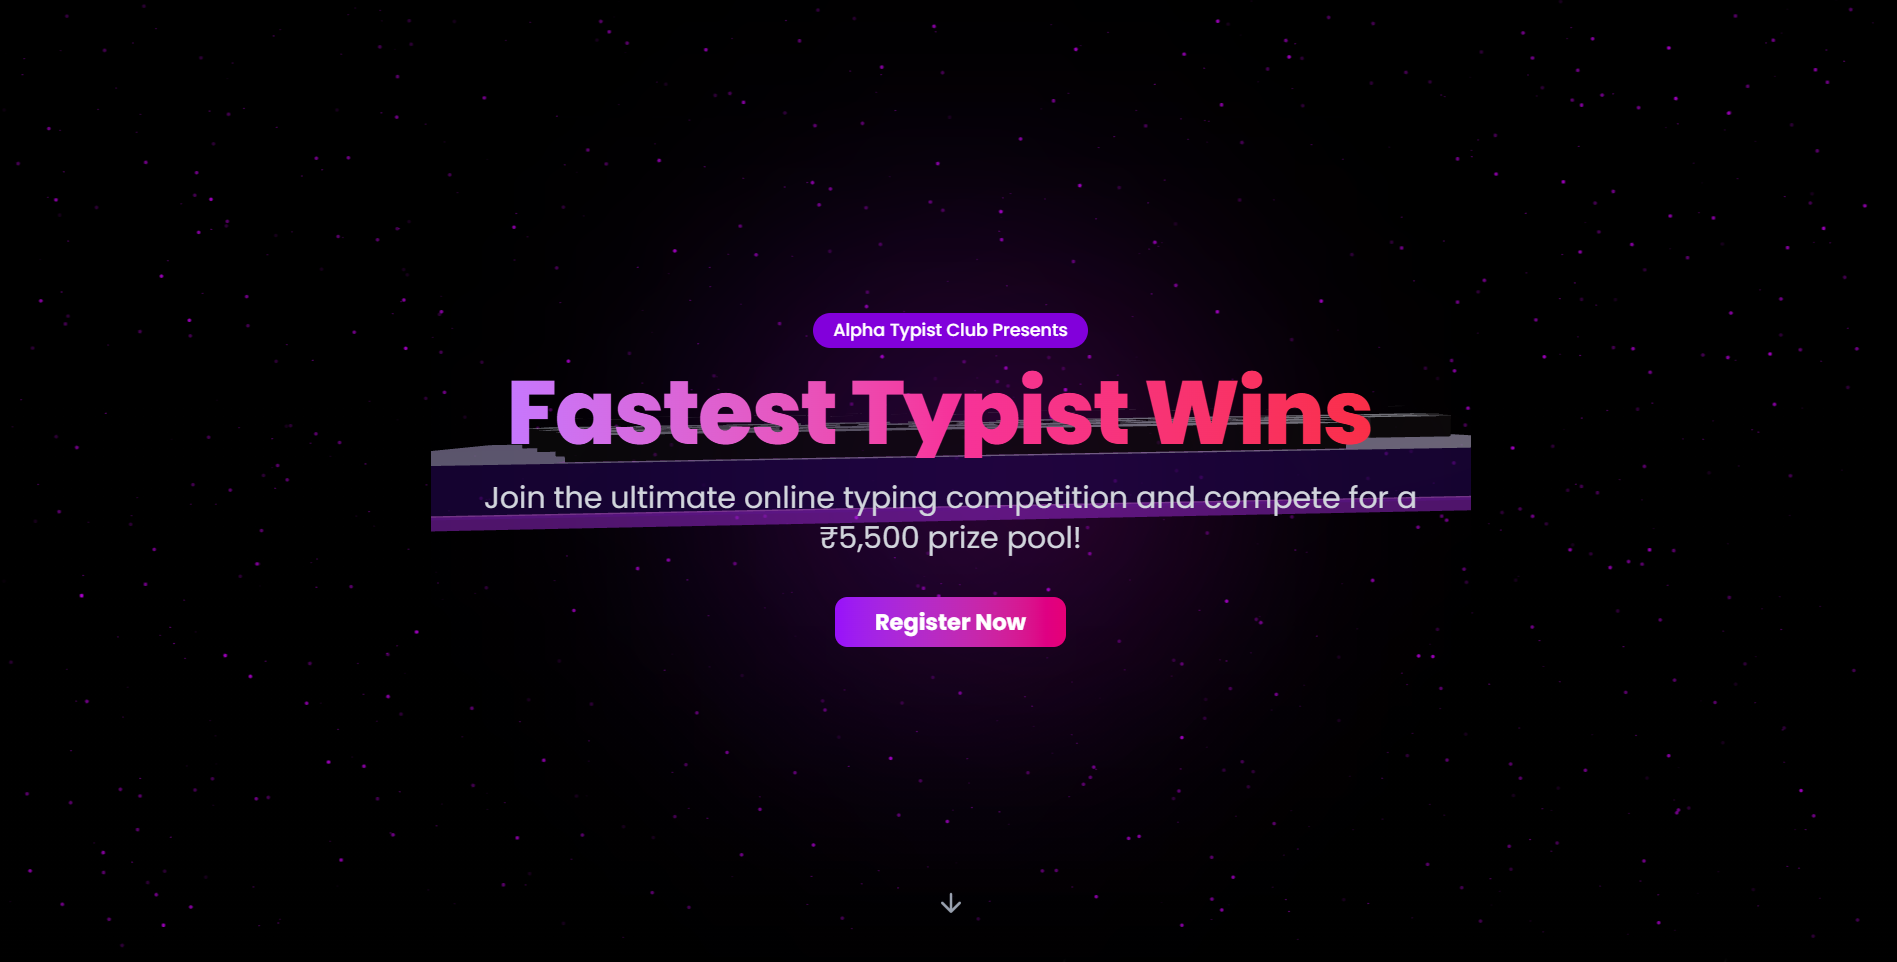 Alpha Typist Club Presents
Fastest Typist Wins
Join the ultimate online typing competition and compete for a
₹5,500 prize pool!
Register Now